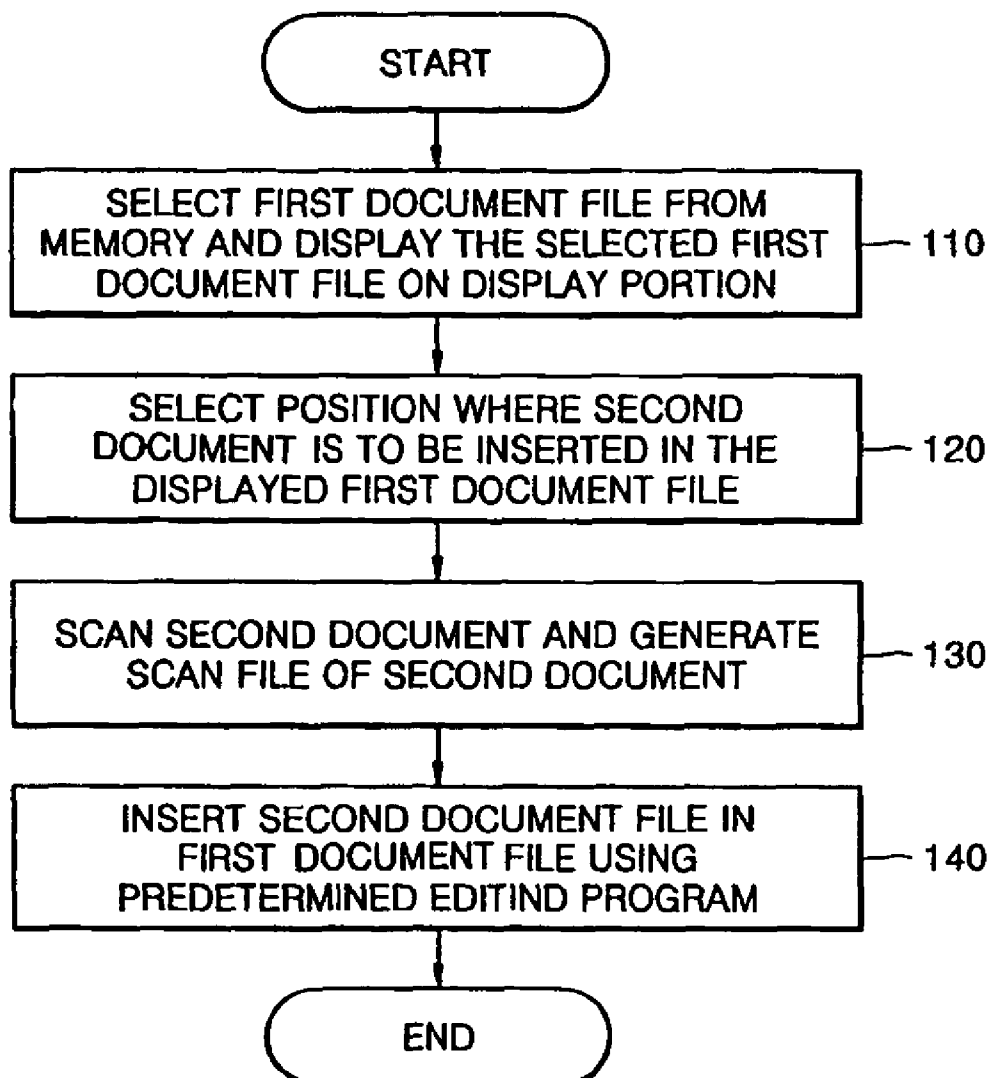 START
SELECT FIRST DOCUMENT FILE FROM
MEMORY AND DISPLAY THE SELECTED FIRST
DOCUMENT FILE ON DISPLAY PORTION
110
SELECT POSITION WHERE SECOND
DOCUMENT IS TO BE INSERTED IN THE
DISPLAYED FIRST DOCUMENT FILE
120
SCAN SECOND DOCUMENT AND GENERATE
SCAN FILE OF SECOND DOCUMENT
130
INSERT SECOND DOCUMENT FILE IN
FIRST DOCUMENT FILE USING
PREDETERMINED EDITIND PROGRAM
140
END